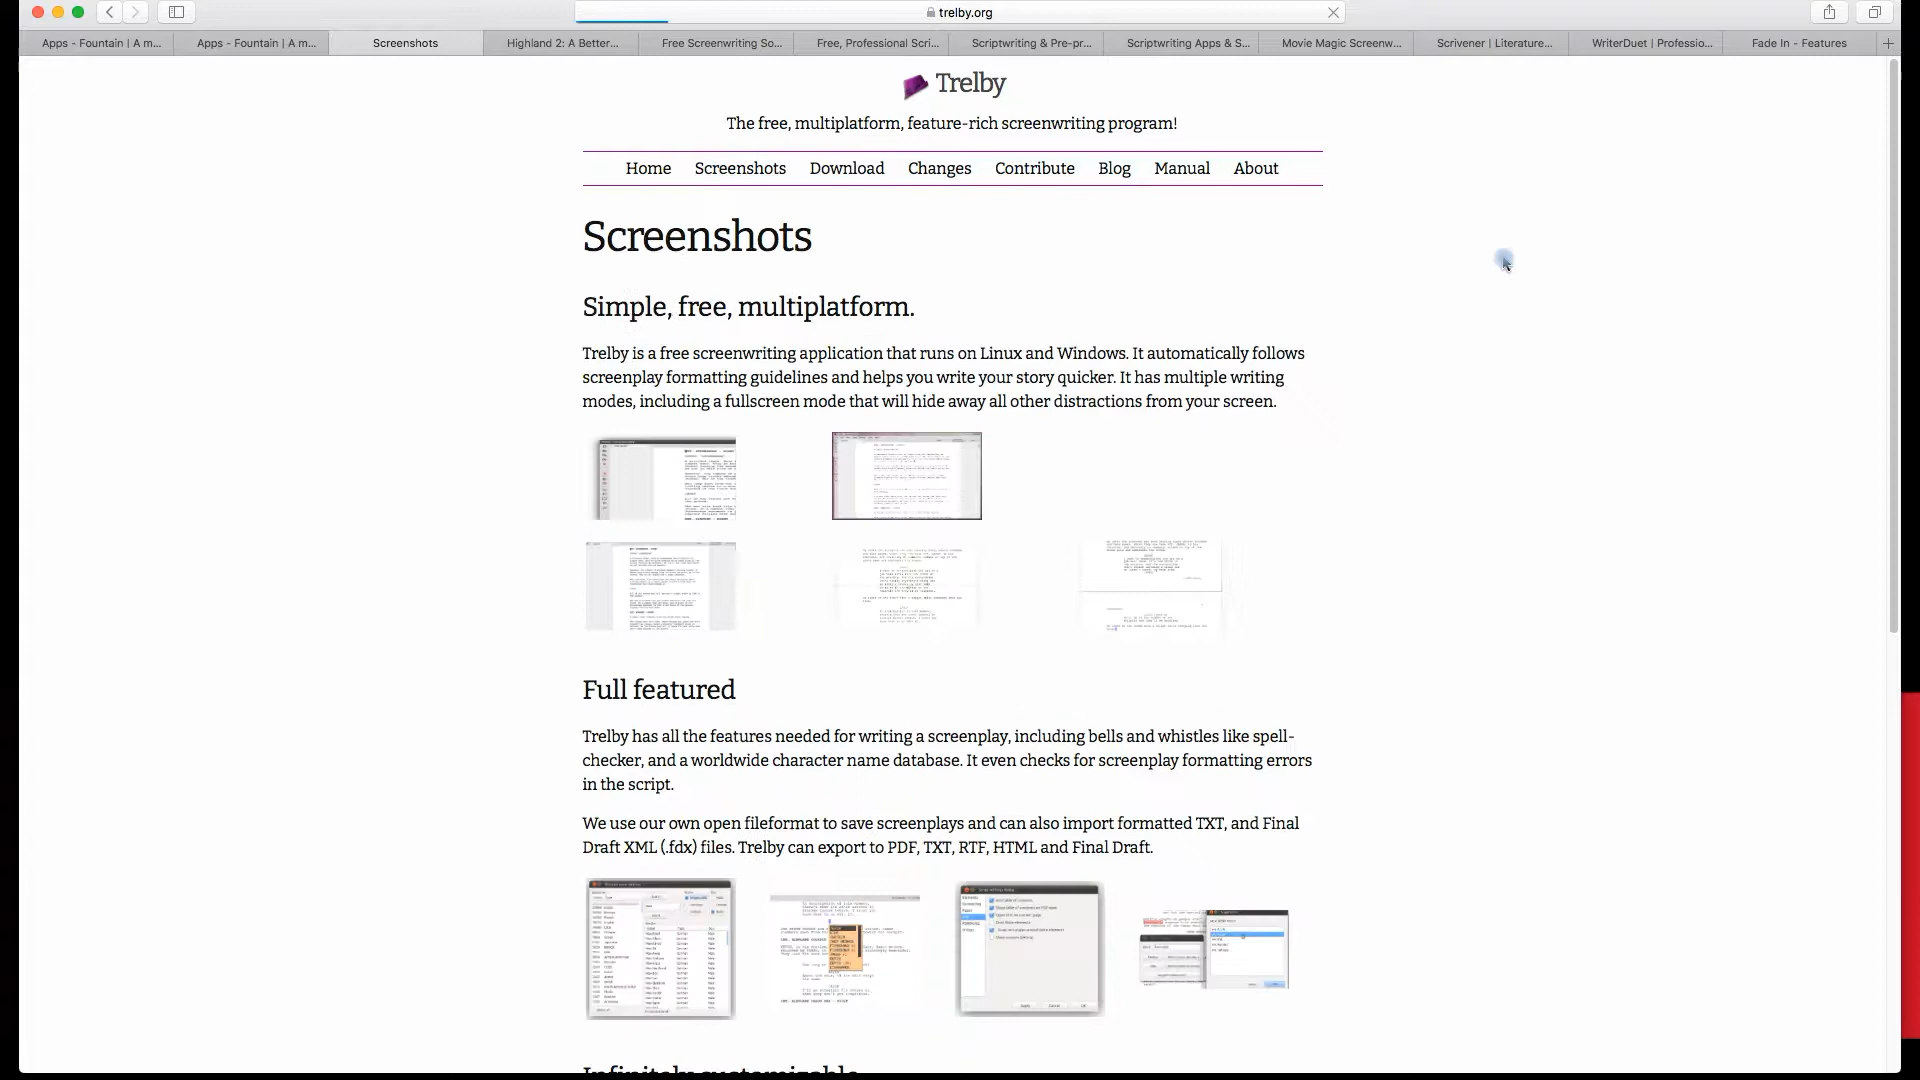 trelby.org
Apps - Fountain | A m...
Apps - Fountain | A m...
Screenshots
Highland 2: A Better...
Free Screenwriting So...
Free, Professional Scri...
Scriptwriting & Pre-pr...
Scriptwriting Apps & S...
Movie Magic Screenw...
Scrivener | Literature...
WriterDuet | Professio...
Fade In - Features
Trelby
The free, multiplatform, feature-rich screenwriting program!
Home Screenshots Download Changes Contribute Blog Manual About
Screenshots
Simple, free, multiplatform.
Trelby is a free screenwriting application that runs on Linux and Windows. It automatically follows
screenplay formatting guidelines and helps you write your story quicker. It has multiple writing
modes, including a fullscreen mode that will hide away all other distractions from your screen.
Full featured
Trelby has all the features needed for writing a screenplay, including bells and whistles like spell-
checker, and a worldwide character name database. It even checks for screenplay formatting errors
in the script.
We use our own open fileformat to save screenplays and can also import formatted TXT, and Final
Draft XML (.fdx) files. Trelby can export to PDF, TXT, RTF, HTML and Final Draft.
Infinitely customizable